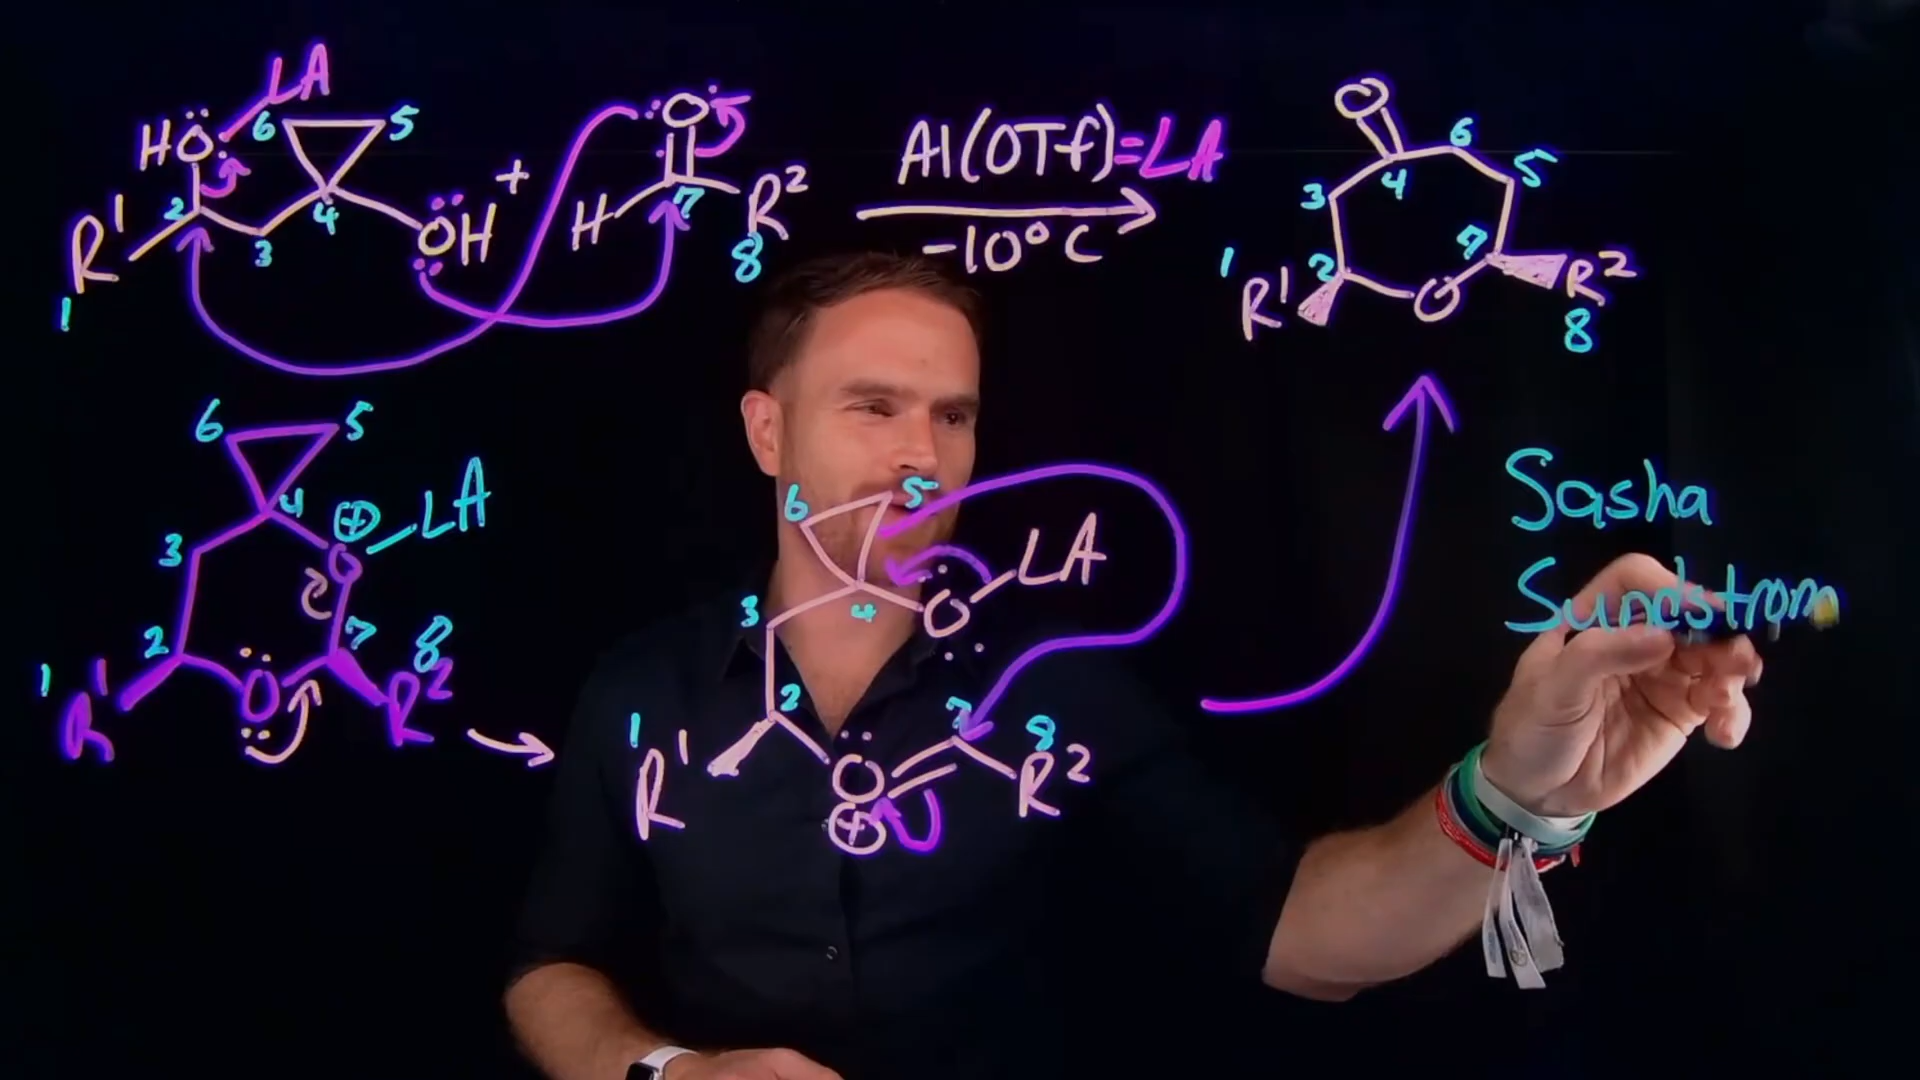 LA
HÖ: 6 5
+
:O:
H 7 R²
8
R¹ 2 3 4 ÖH
1
Al(OTf)=LA
-10°C
O
3 4 6 5
1 R¹ 2 O 7 R²
8
6 5
4 ⊕ LA
3 O
2 7 8
1 R¹ O R²
6 5
LA
3 4 O
2 7
1 R¹ O 8 R²
⊕
Sasha
Sundstrom